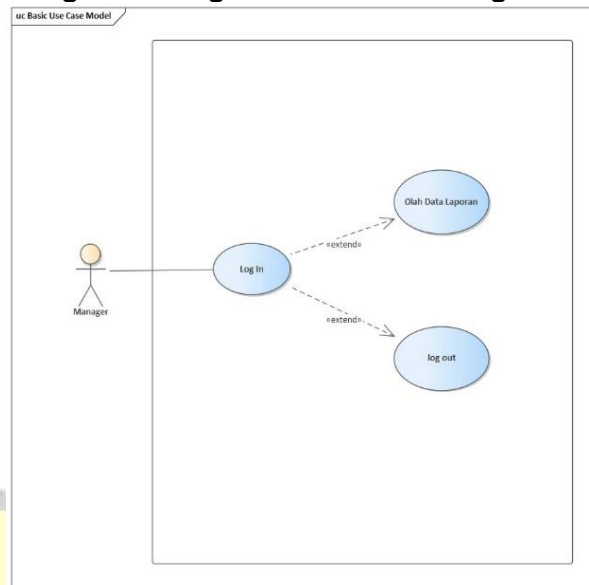 uc Basic Use Case Model
Olah Data Laporan
«extend»
Log In
Manager
«extend»
log out